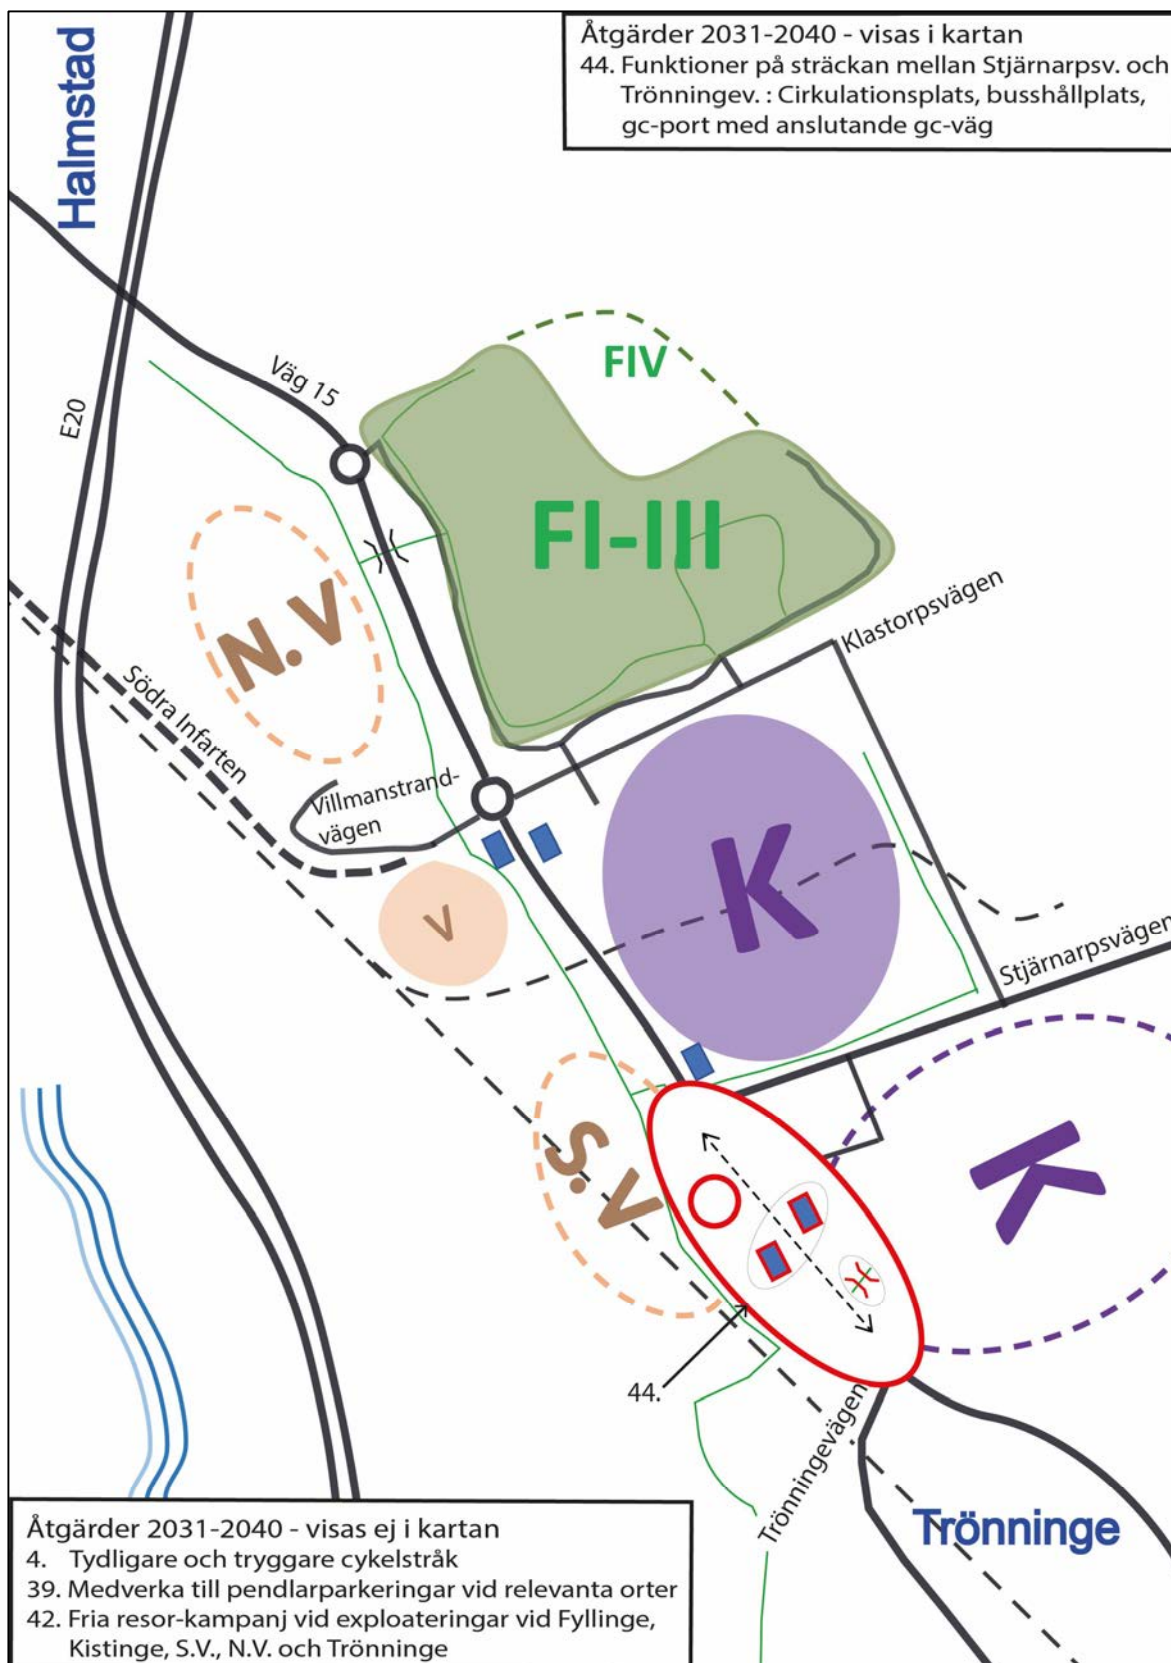 Åtgärder 2031-2040 - visas i kartan
44. Funktioner på sträckan mellan Stjärnarpsv. och
Trönningev. : Cirkulationsplats, busshållplats,
gc-port med anslutande gc-väg
Halmstad
E20
Väg 15
FIV
FI-III
N.V
Klastorpsvägen
Södra Infarten
Villmanstrand-
vägen
K
V
Stjärnarpsvägen
S.V
K
44.
Trönningevägen
Trönninge
Åtgärder 2031-2040 - visas ej i kartan
4. Tydligare och tryggare cykelstråk
39. Medverka till pendlarparkeringar vid relevanta orter
42. Fria resor-kampanj vid exploateringar vid Fyllinge,
Kistinge, S.V., N.V. och Trönninge